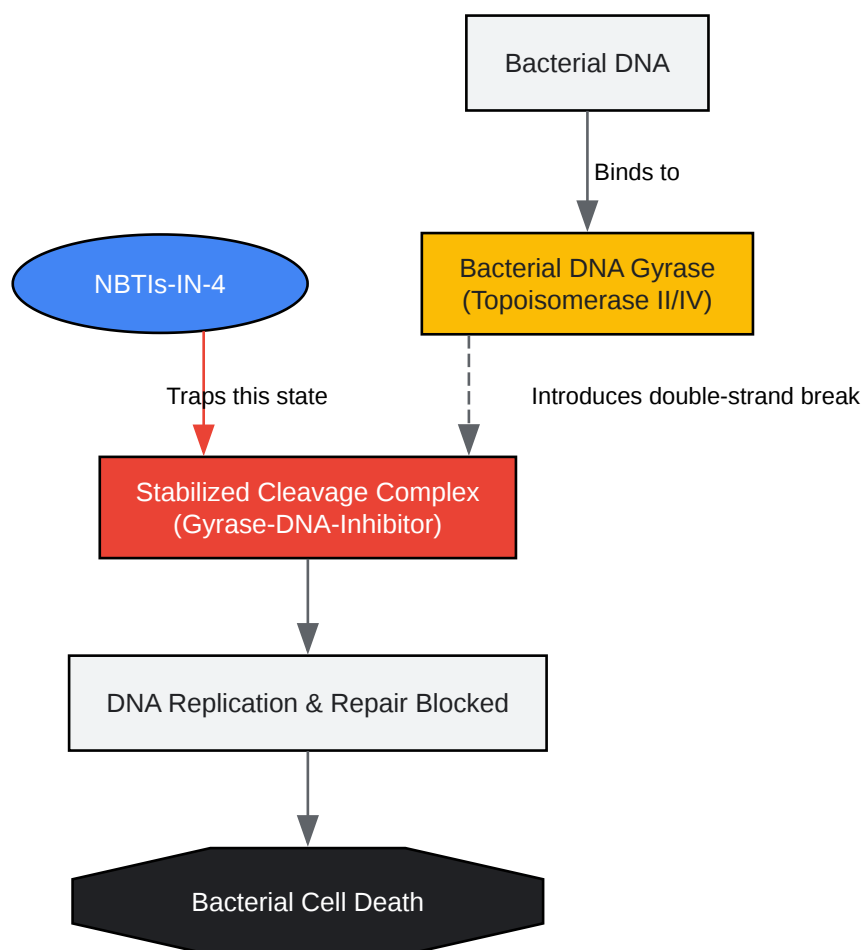 Bacterial DNA
Binds to
NBTIs-IN-4
Bacterial DNA Gyrase
(Topoisomerase II/IV)
Traps this state
Introduces double-strand break
Stabilized Cleavage Complex
(Gyrase-DNA-Inhibitor)
DNA Replication & Repair Blocked
Bacterial Cell Death